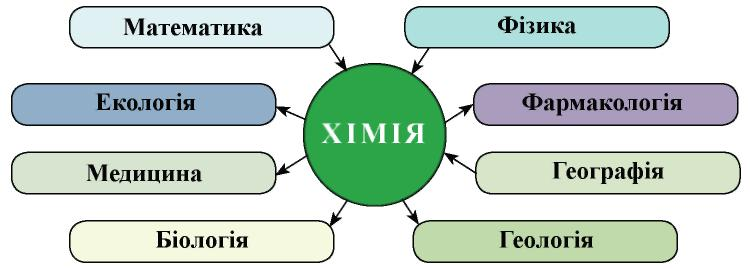 Математика
Фізика
Екологія
Фармакологія
ХІМІЯ
Медицина
Географія
Біологія
Геологія